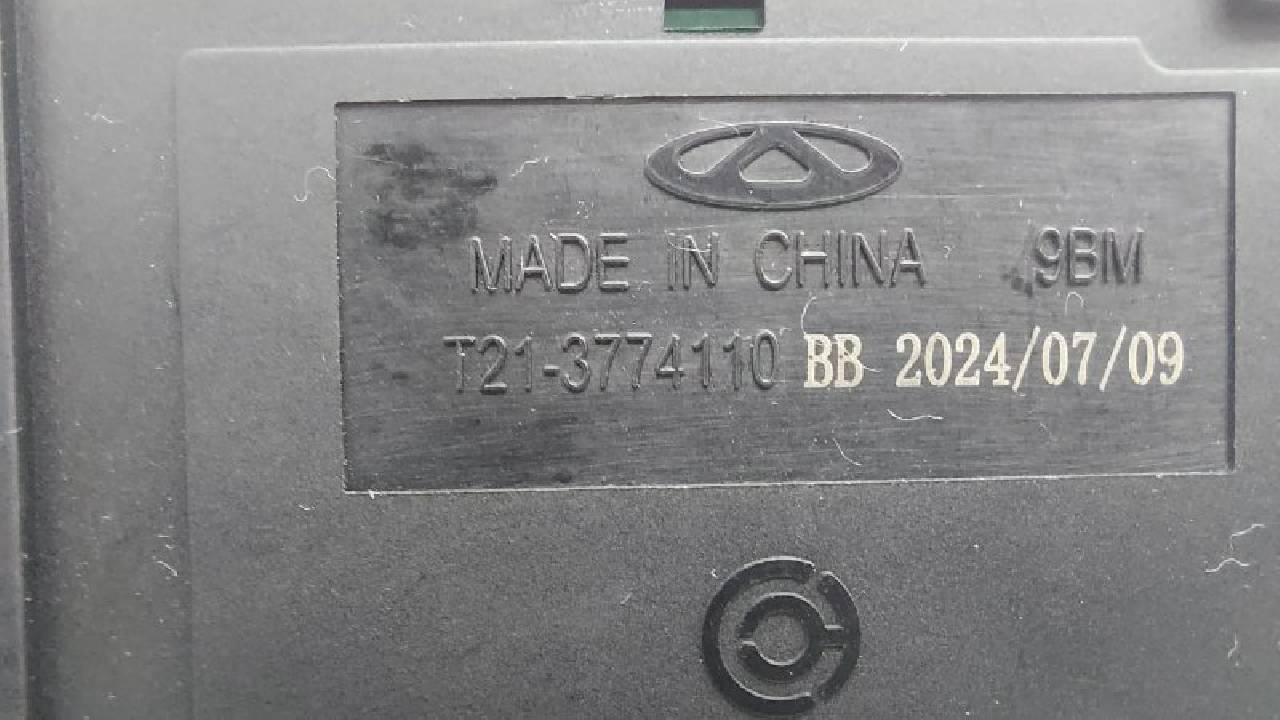 MADE IN CHINA 9BM
T21-3774110 BB 2024/07/09